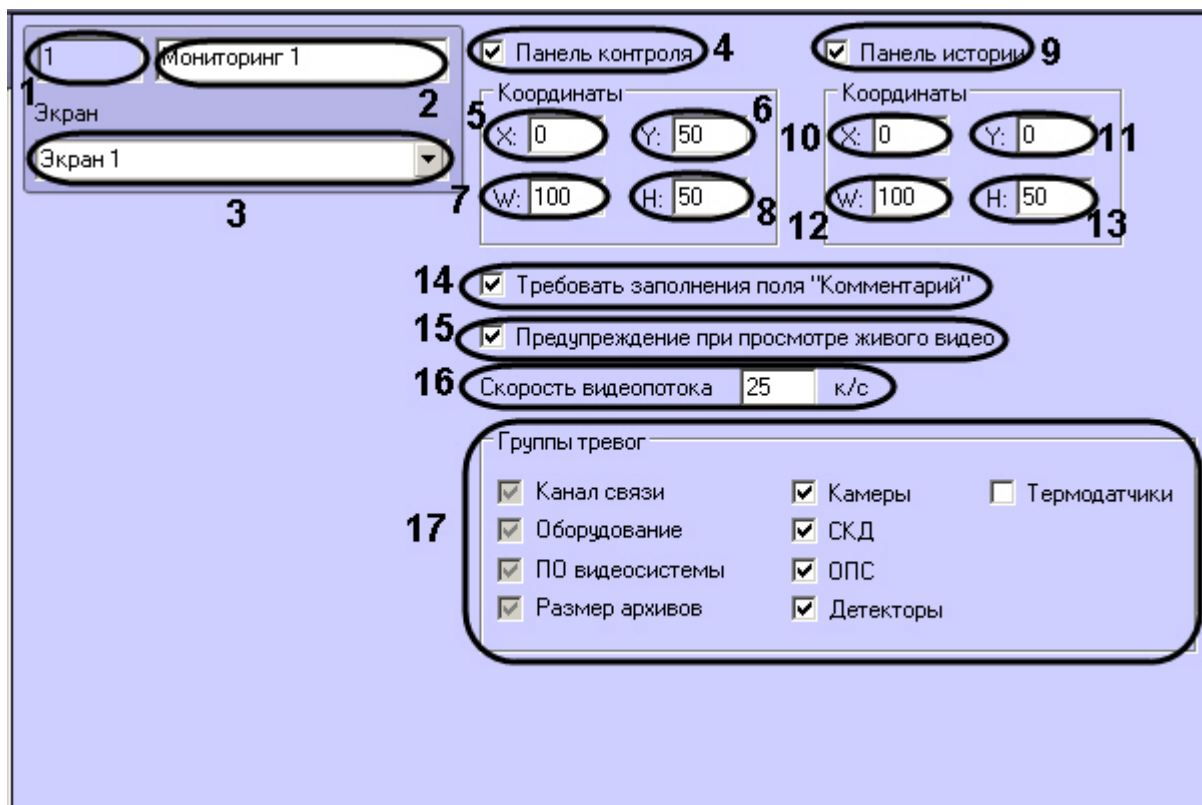 1 Мониторинг 1
1 2
Экран
Экран 1
3
Панель контроля 4
Координаты
5 X: 0 Y: 50 6
7 W: 100 H: 50 8
Панель истории 9
Координаты
10 X: 0 Y: 0 11
12 W: 100 H: 50 13
14 Требовать заполнения поля "Комментарий"
15 Предупреждение при просмотре живого видео
16 Скорость видеопотока 25 к/с
Группы тревог
17
Канал связи Камеры Термодатчики
Оборудование СКД
ПО видеосистемы ОПС
Размер архивов Детекторы